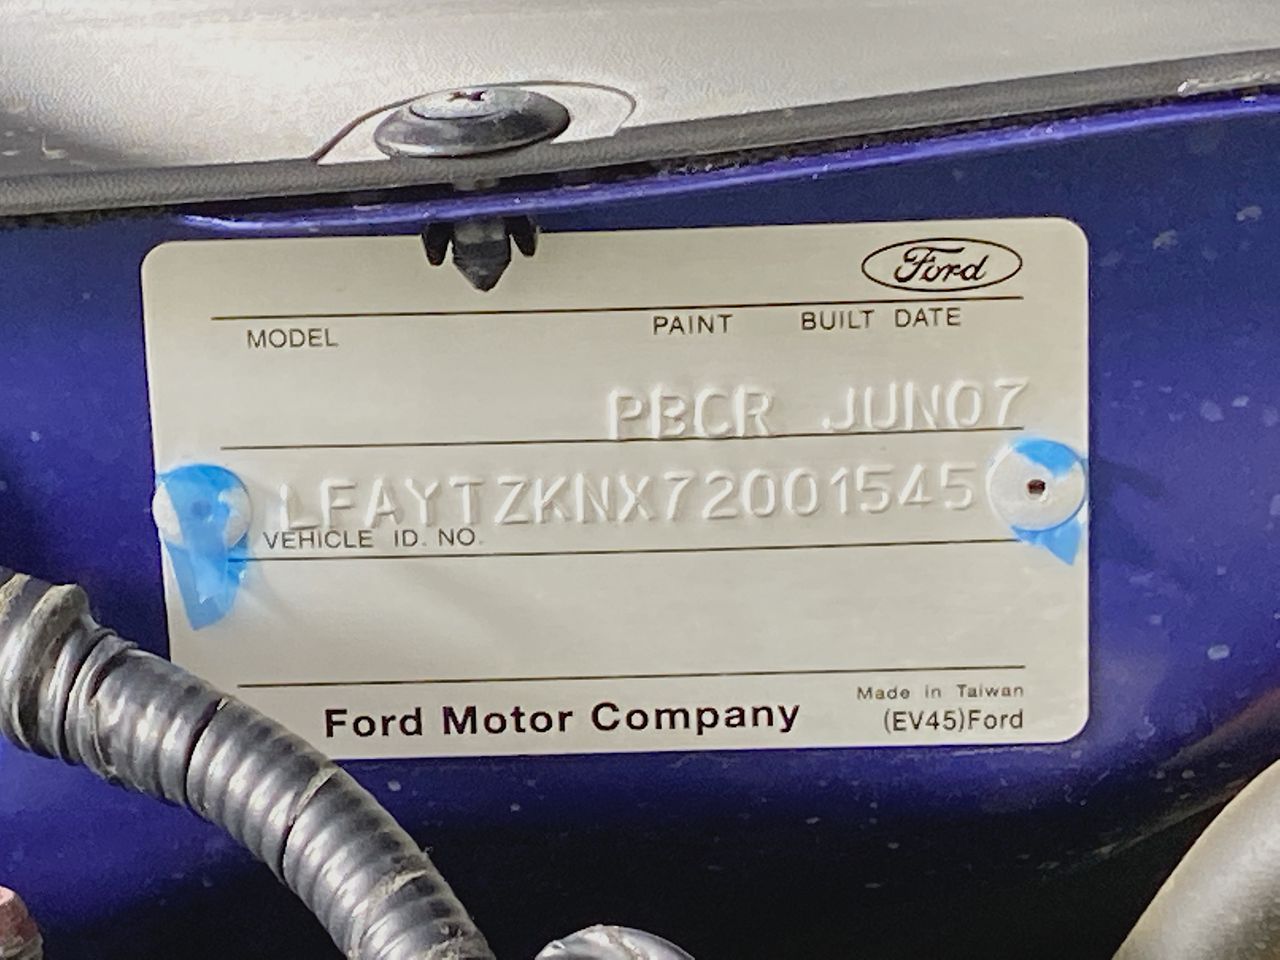 Ford
MODEL PAINT BUILT DATE
PBCR JUN07
LFAYTZKNX72001545
VEHICLE ID. NO.
Ford Motor Company
Made in Taiwan
(EV45)Ford